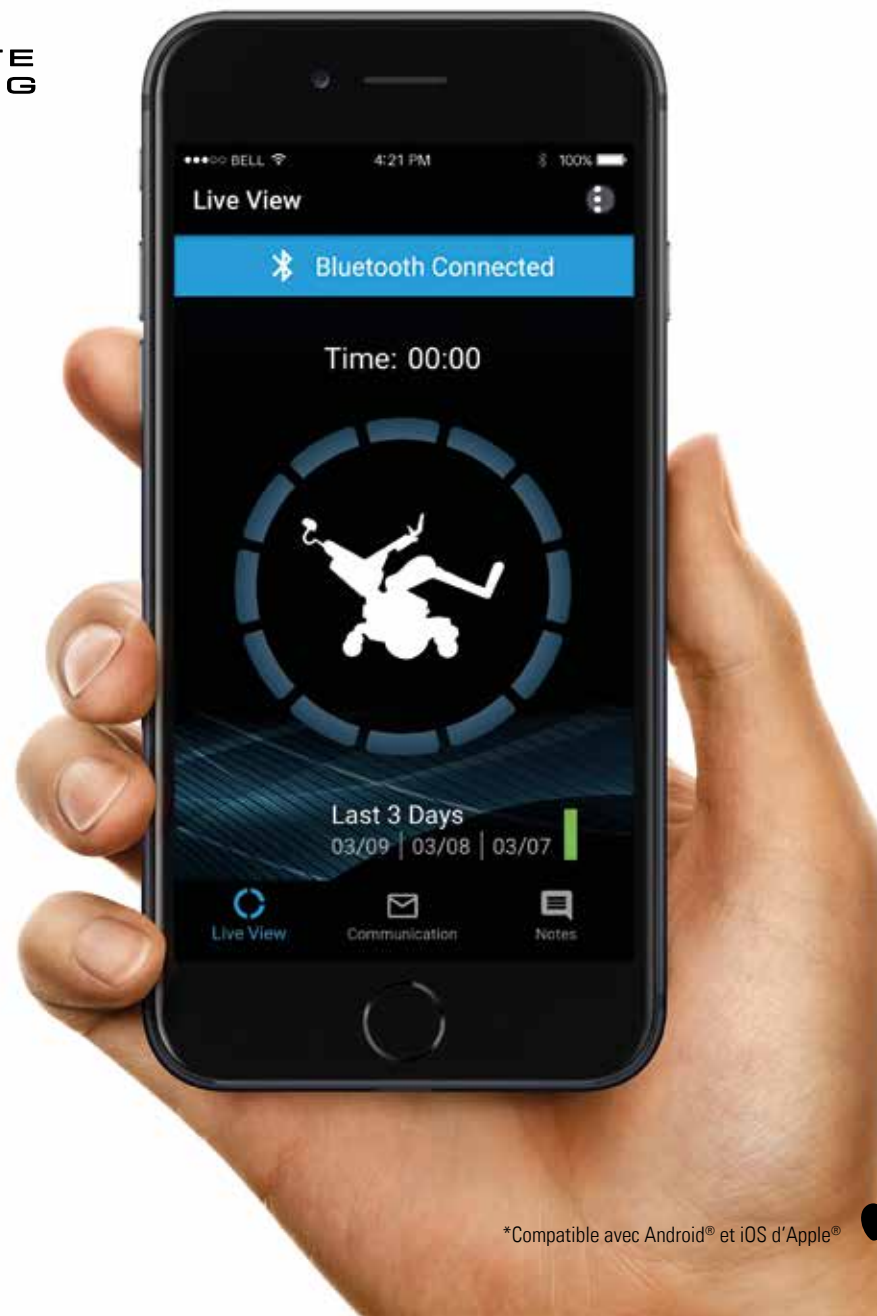 BELL 4:21 PM 100%
Live View
Bluetooth Connected
Time: 00:00
Last 3 Days
03/09 | 03/08 | 03/07
Live View Communication Notes
*Compatible avec Android® et iOS d'Apple®